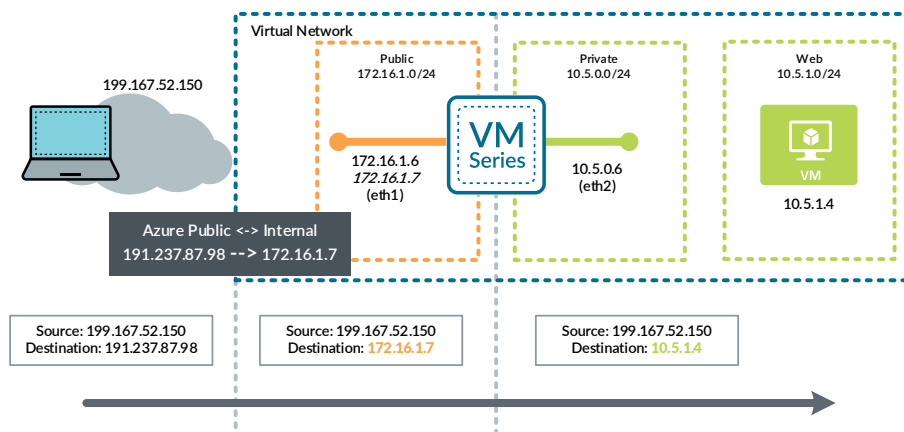 Virtual Network
Public
172.16.1.0/24
Private
10.5.0.0/24
Web
10.5.1.0/24
199.167.52.150
VM
Series
172.16.1.6
172.16.1.7
(eth1)
10.5.0.6
(eth2)
VM
10.5.1.4
Azure Public <-> Internal
191.237.87.98 --> 172.16.1.7
Source: 199.167.52.150
Destination: 191.237.87.98
Source: 199.167.52.150
Destination: 172.16.1.7
Source: 199.167.52.150
Destination: 10.5.1.4